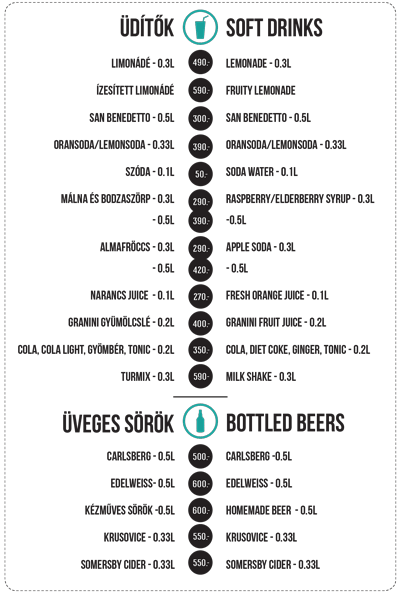 ÜDÍTŐK SOFT DRINKS
LIMONÁDÉ - 0.3L 490.- LEMONADE - 0.3L
ÍZESÍTETT LIMONÁDÉ 590.- FRUITY LEMONADE
SAN BENEDETTO - 0.5L 300.- SAN BENEDETTO - 0.5L
ORANSODA/LEMONSODA - 0.33L 390.- ORANSODA/LEMONSODA - 0.33L
SZÓDA - 0.1L 50.- SODA WATER - 0.1L
MÁLNA ÉS BODZASZÖRP - 0.3L 290.- RASPBERRY/ELDERBERRY SYRUP - 0.3L
- 0.5L 390.- -0.5L
ALMAFRÖCCS - 0.3L 290.- APPLE SODA - 0.3L
- 0.5L 420.- - 0.5L
NARANCS JUICE - 0.1L 270.- FRESH ORANGE JUICE - 0.1L
GRANINI GYÜMÖLCSLÉ - 0.2L 400.- GRANINI FRUIT JUICE - 0.2L
COLA, COLA LIGHT, GYÖMBÉR, TONIC - 0.2L 350.- COLA, DIET COKE, GINGER, TONIC - 0.2L
TURMIX - 0.3L 590.- MILK SHAKE - 0.3L
ÜVEGES SÖRÖK BOTTLED BEERS
CARLSBERG - 0.5L 500.- CARLSBERG -0.5L
EDELWEISS- 0.5L 600.- EDELWEISS - 0.5L
KÉZMŰVES SÖRÖK -0.5L 600.- HOMEMADE BEER - 0.5L
KRUSOVICE - 0.33L 550.- KRUSOVICE - 0.33L
SOMERSBY CIDER - 0.33L 550.- SOMERSBY CIDER - 0.33L